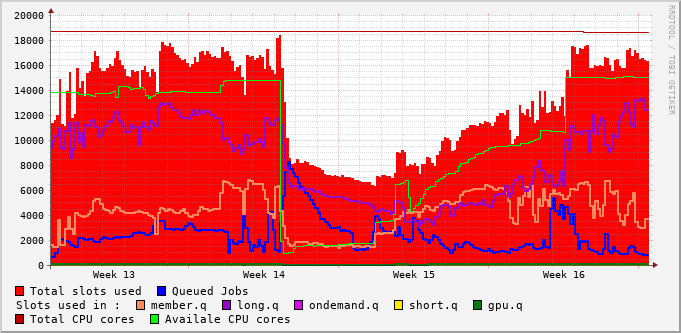 20000
18000
16000
14000
12000
10000
8000
6000
4000
2000
0
Week 13 Week 14 Week 15 Week 16
Total slots used Queued Jobs
Slots used in : member.q long.q ondemand.q short.q gpu.q
Total CPU cores Availale CPU cores
RRDTOOL / TOBI OETIKER